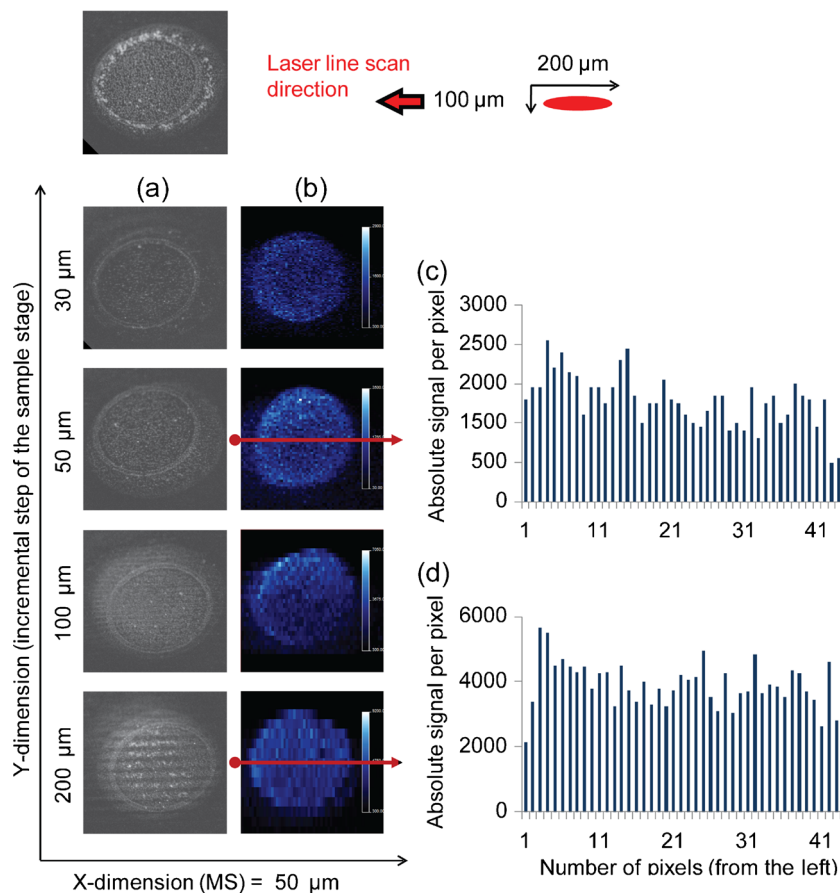 Laser line scan
direction
100 µm
200 µm
(a)
(b)
Y-dimension (incremental step of the sample stage)
30 µm
50 µm
100 µm
200 µm
X-dimension (MS) = 50 µm
(c)
Absolute signal per pixel
3000
2500
2000
1500
500
0
1
11
21
31
41
(d)
Absolute signal per pixel
6000
4000
2000
0
1
11
21
31
41
Number of pixels (from the left)